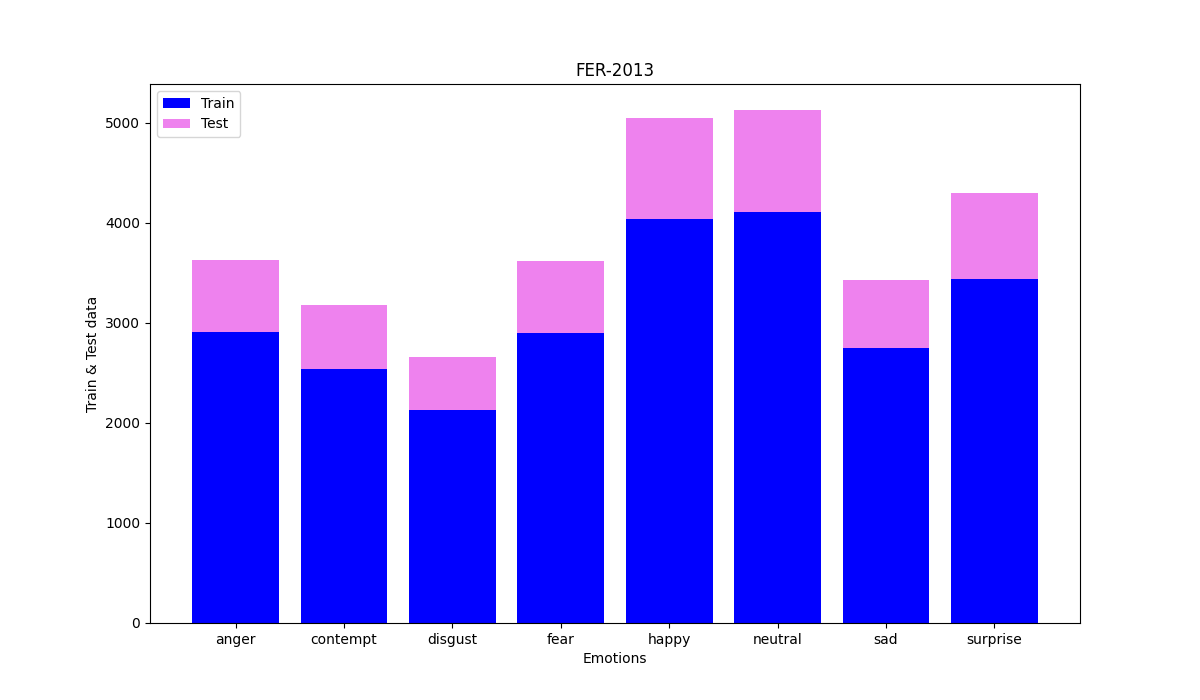 FER-2013
Train
Test
5000
4000
3000
2000
1000
0
Train & Test data
anger contempt disgust fear happy neutral sad surprise
Emotions